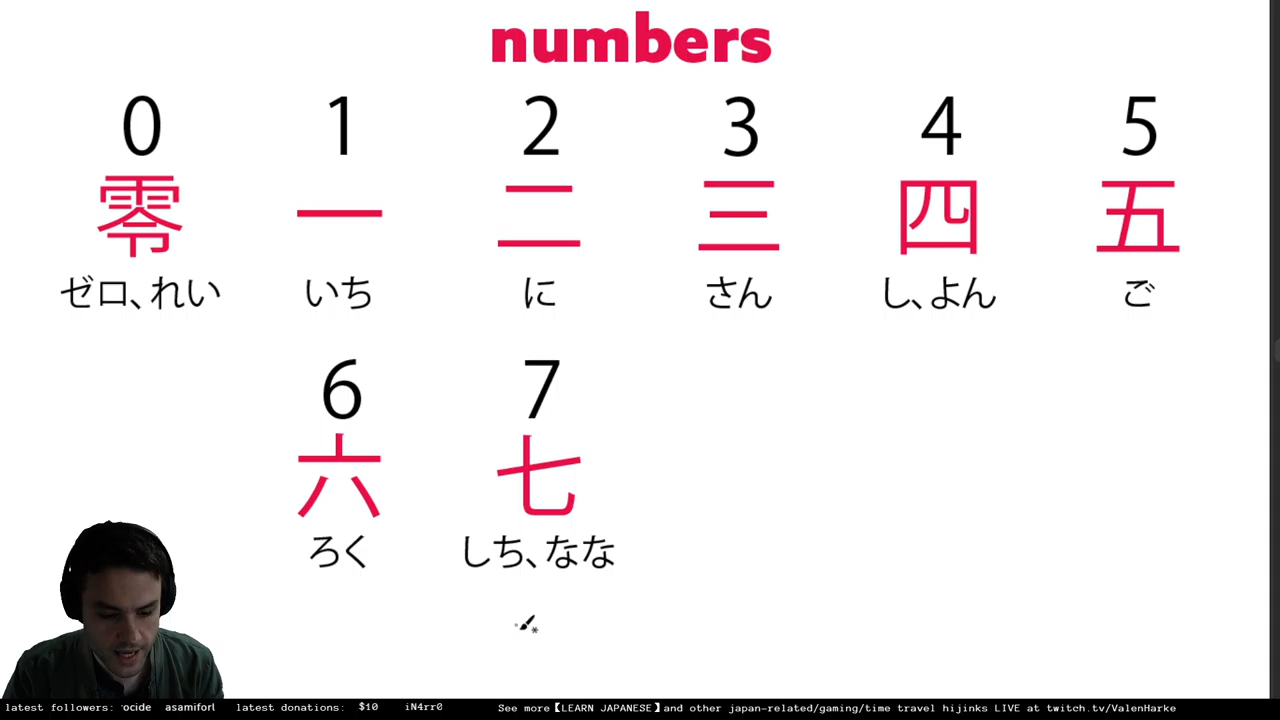 numbers
0 1 2 3 4 5
零 一 二 三 四 五
ゼロ、れい いち に さん し、よん ご
6 7
六 七
ろく しち、なな
latest followers: ocide asamiforl latest donations: $10 iN4rr0 See more【LEARN JAPANESE】and other japan-related/gaming/time travel hijinks LIVE at twitch.tv/ValenHarke